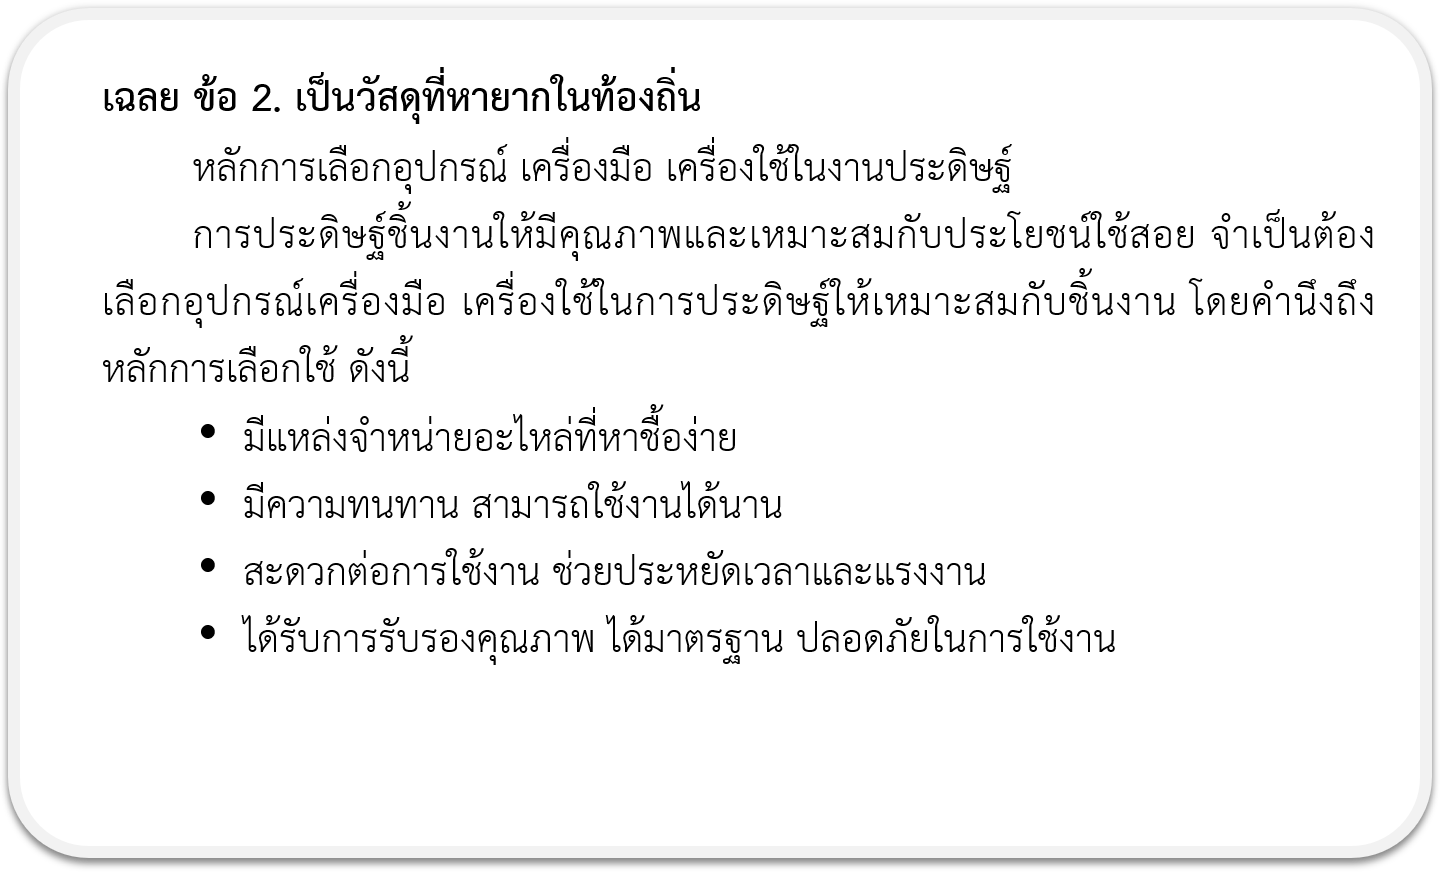 เฉลย ข้อ 2. เป็นวัสดุที่หายากในท้องถิ่น
หลักการเลือกอุปกรณ์ เครื่องมือ เครื่องใช้ในงานประดิษฐ์
การประดิษฐ์ชิ้นงานให้มีคุณภาพและเหมาะสมกับประโยชน์ใช้สอย จำเป็นต้อง
เลือกอุปกรณ์เครื่องมือ เครื่องใช้ในการประดิษฐ์ให้เหมาะสมกับชิ้นงาน โดยคำนึงถึง
หลักการเลือกใช้ ดังนี้
• มีแหล่งจำหน่ายอะไหล่ที่หาซื้อง่าย
• มีความทนทาน สามารถใช้งานได้นาน
• สะดวกต่อการใช้งาน ช่วยประหยัดเวลาและแรงงาน
• ได้รับการรับรองคุณภาพ ได้มาตรฐาน ปลอดภัยในการใช้งาน